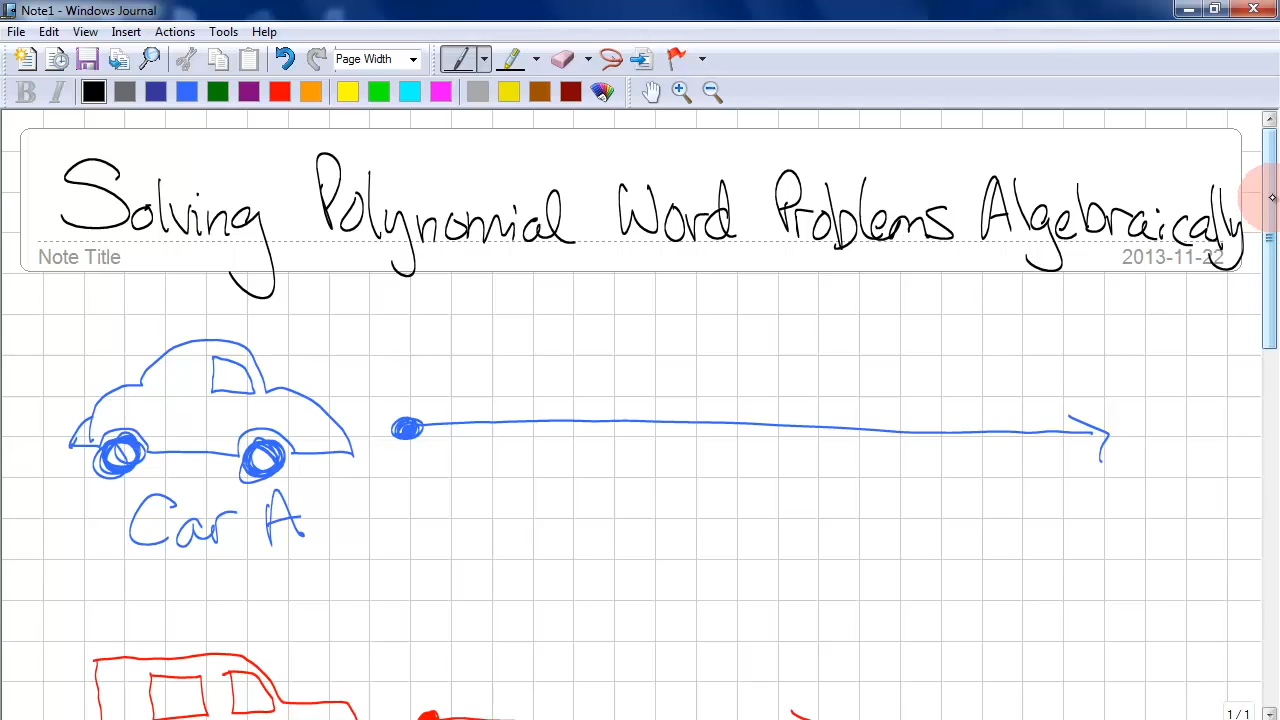 Note1 - Windows Journal
File Edit View Insert Actions Tools Help
Page Width
B I
Solving Polynomial Word Problems Algebraically
Note Title 2013-11-22
Car A
1/1